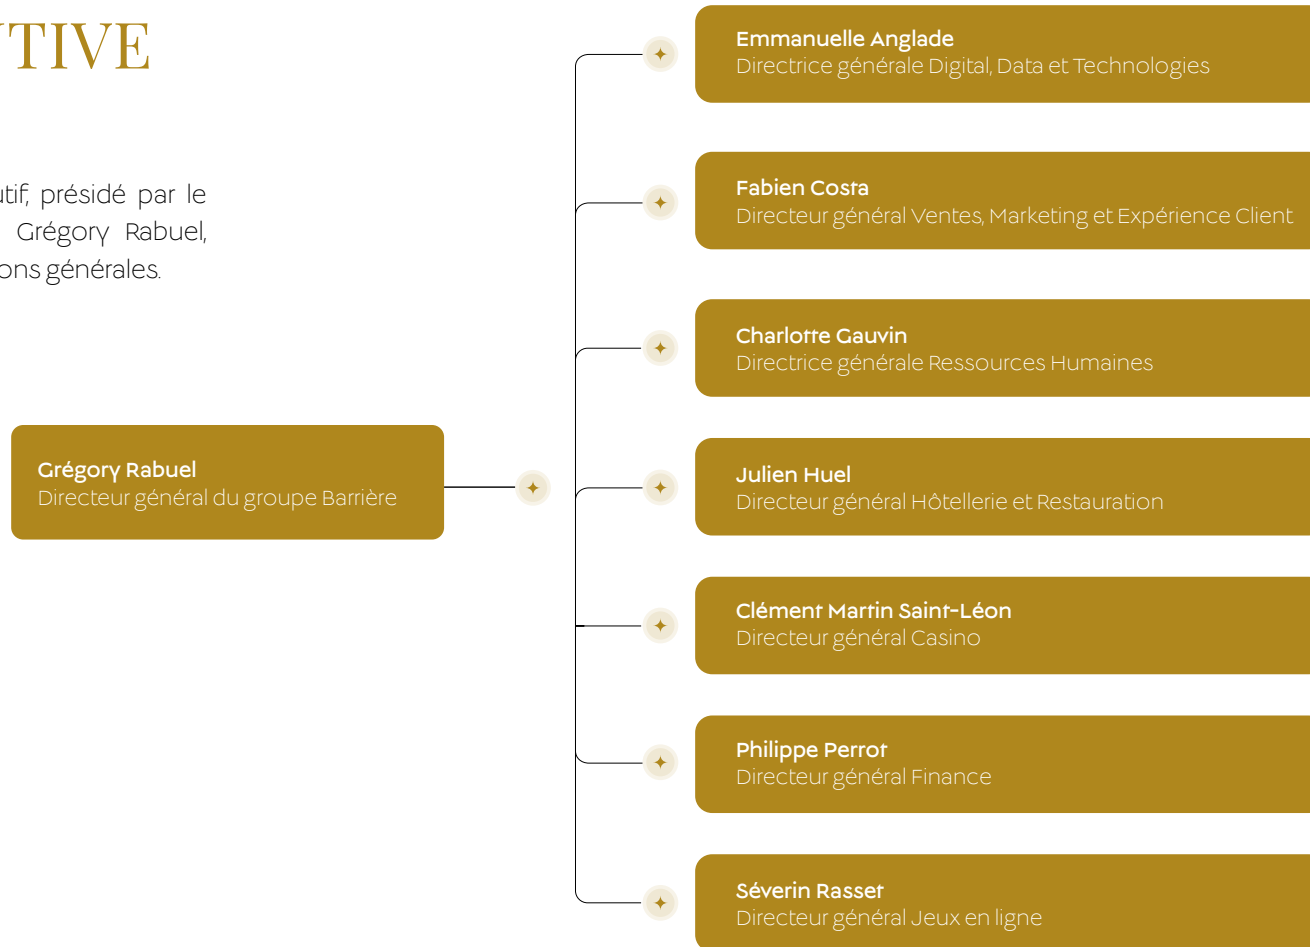 utif, présidé par le
Grégory Rabuel,
générales.
Grégory Rabuel
Directeur général du groupe Barrière
Emmanuelle Anglade
Directrice générale Digital, Data et Technologies
Fabien Costa
Directeur général Ventes, Marketing et Expérience Client
Charlotte Gauvin
Directrice générale Ressources Humaines
Julien Huel
Directeur général Hôtellerie et Restauration
Clément Martin Saint-Léon
Directeur général Casino
Philippe Perrot
Directeur général Finance
Séverin Rasset
Directeur général Jeux en ligne